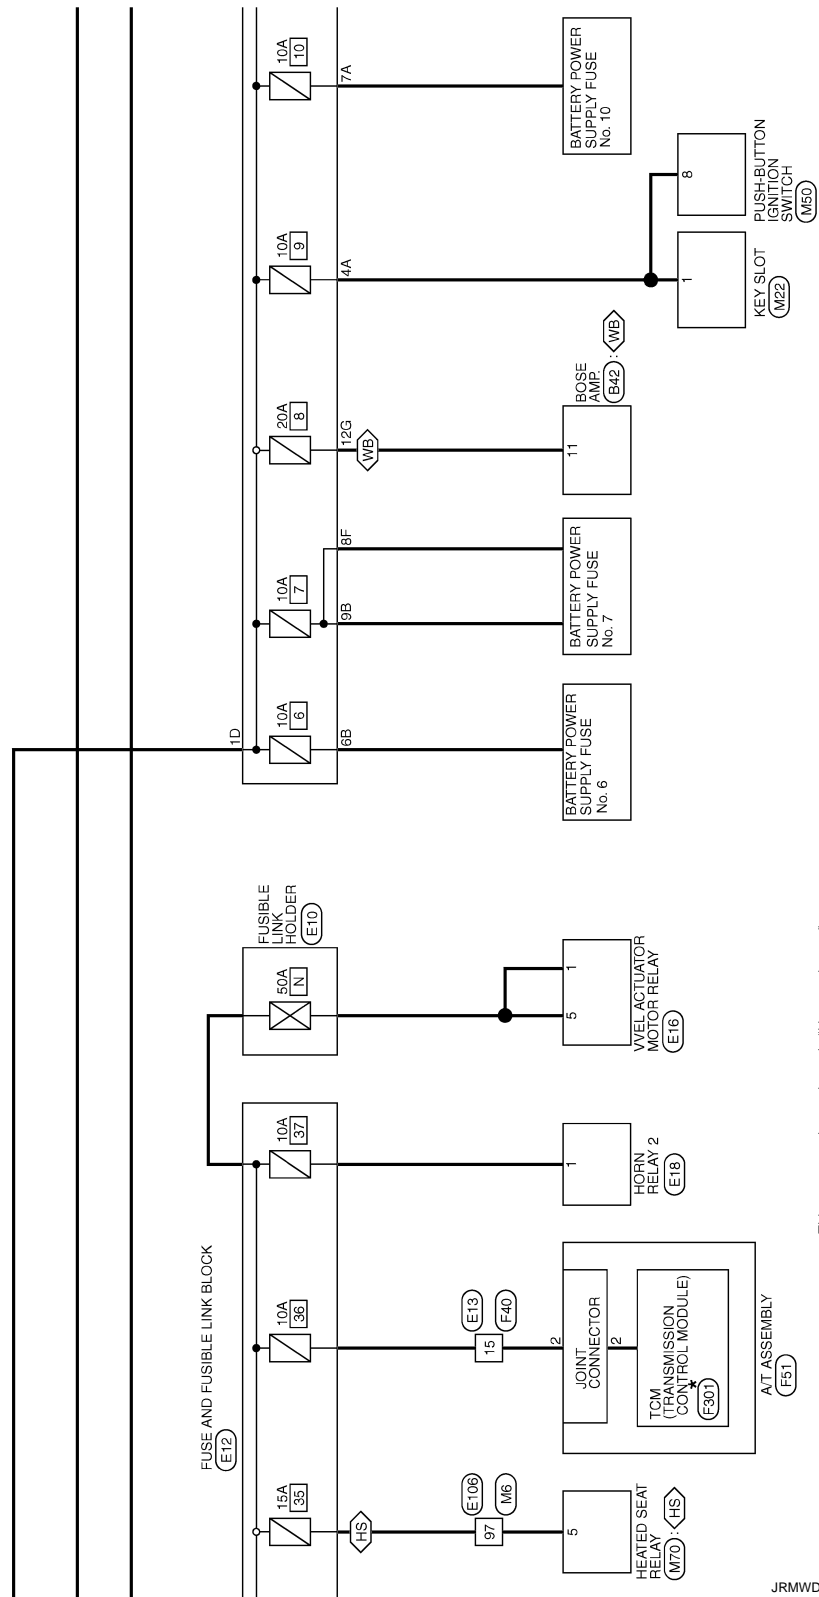 10A
10
7A
BATTERY POWER
SUPPLY FUSE
No. 10
10A
9
4A
8
PUSH-BUTTON
IGNITION
SWITCH
M50
1
KEY SLOT
M22
20A
8
12G
WB
11
BOSE
AMP.
B42 : WB
10A
7
8F
9B
BATTERY POWER
SUPPLY FUSE
No. 7
1D
10A
6
6B
BATTERY POWER
SUPPLY FUSE
No. 6
FUSIBLE
LINK
HOLDER
E10
50A
N
1
5
VVEL ACTUATOR
MOTOR RELAY
E16
10A
37
1
HORN
RELAY 2
E18
FUSE AND FUSIBLE LINK BLOCK
E12
10A
36
E13
15
F40
2
JOINT
CONNECTOR
2
TCM
(TRANSMISSION
CONTROL MODULE)
*
F301
A/T ASSEMBLY
F51
15A
35
HS
E106
97
M6
5
HEATED SEAT
RELAY
M70 : HS
JRMWD